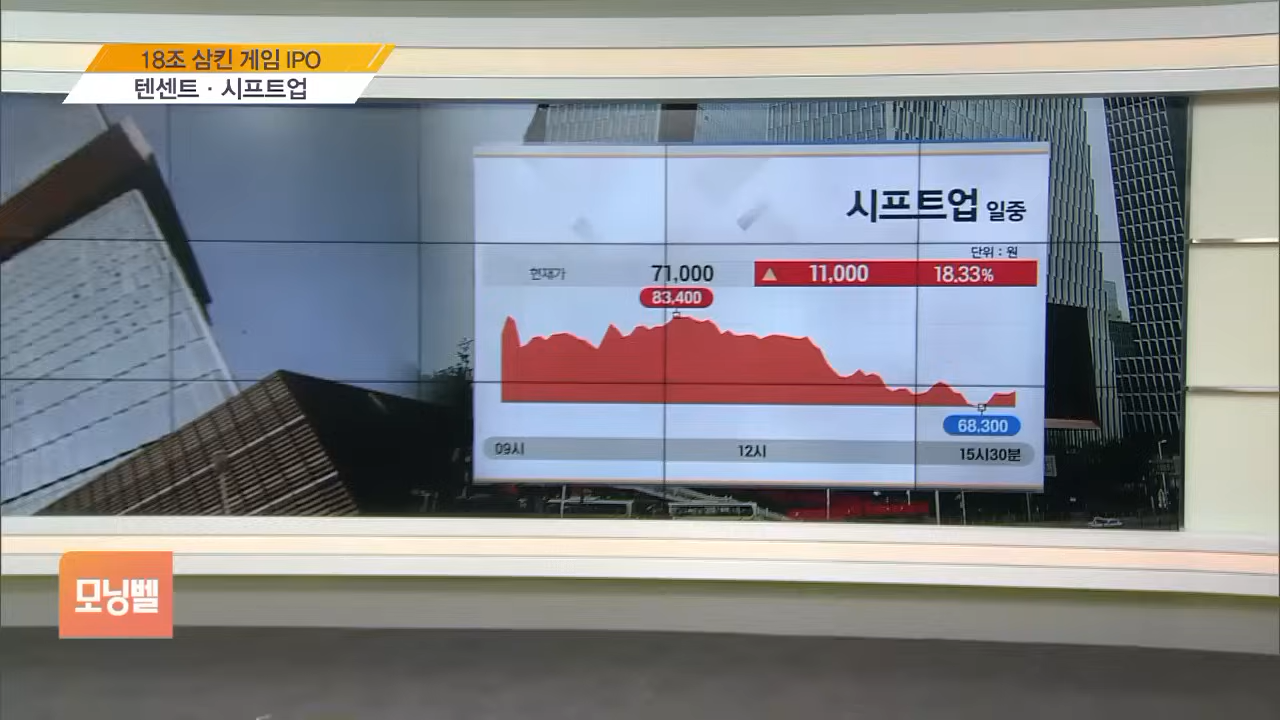 18조 삼킨 게임 IPO
텐센트 · 시프트업
시프트업 일중
단위 : 원
현재가 71,000 ▲ 11,000 18.33%
83,400
68,300
09시 12시 15시30분
모닝벨